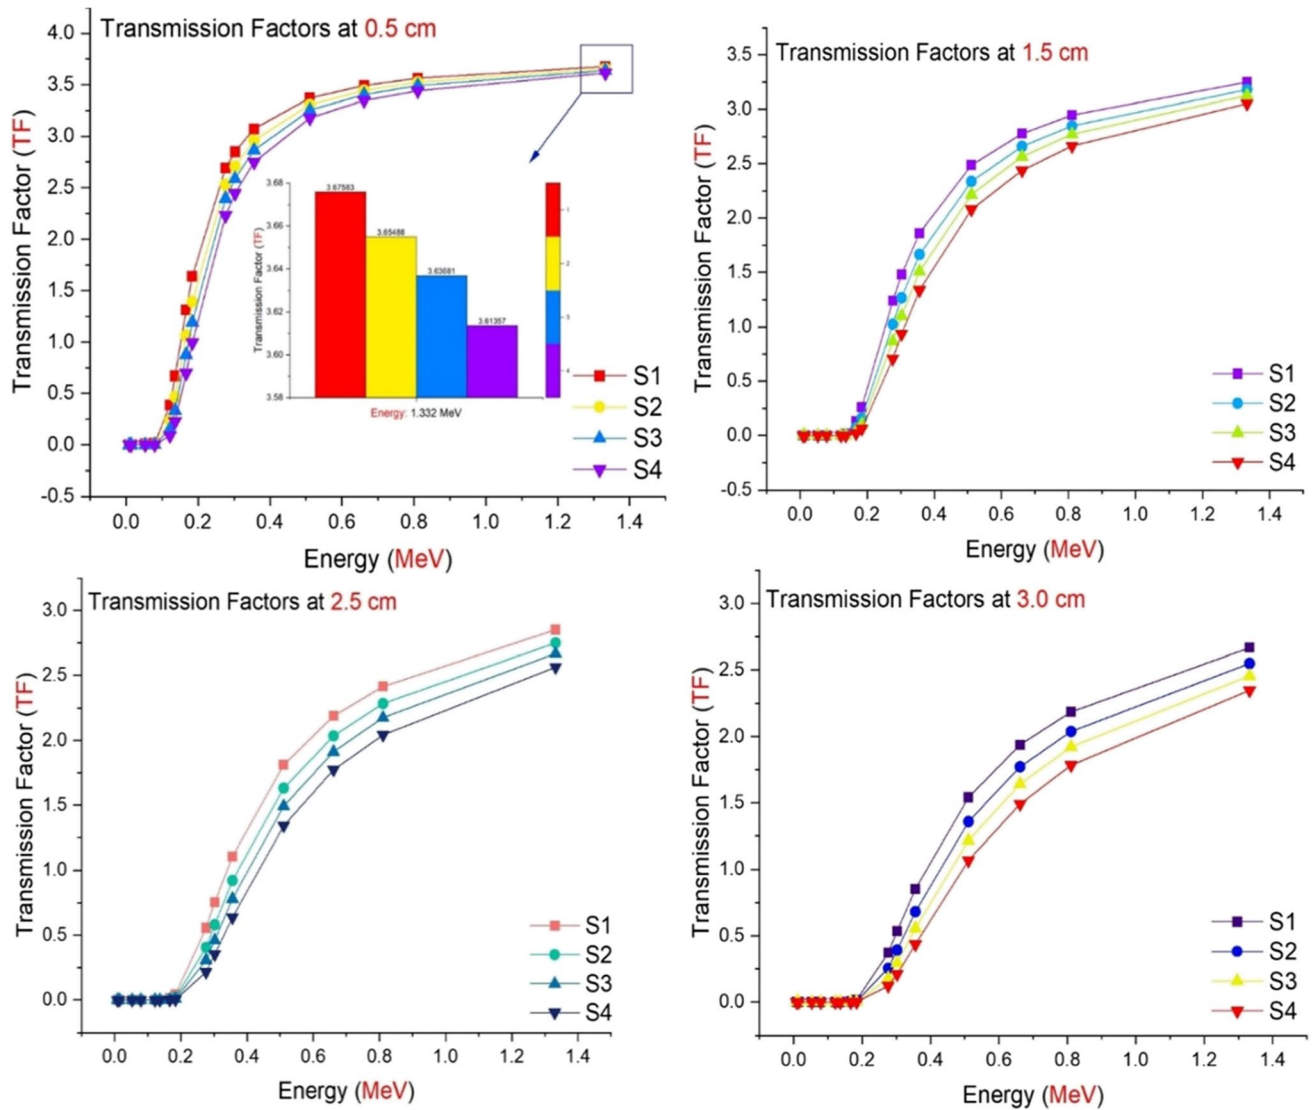 Transmission Factors at 0.5 cm
4.0
3.5
3.0
2.5
2.0
1.5
1.0
0.5
0.0
-0.5
Transmission Factor (TF)
0.0 0.2 0.4 0.6 0.8 1.0 1.2 1.4
Energy (MeV)
3.68
3.66
3.64
3.62
3.60
3.58
Transmission Factor (TF)
3.67583
3.65486
3.63681
3.61357
Energy: 1.332 MeV
1
2
3
4
S1
S2
S3
S4
Transmission Factors at 1.5 cm
3.5
3.0
2.5
2.0
1.5
1.0
0.5
0.0
-0.5
Transmission Factor (TF)
0.0 0.2 0.4 0.6 0.8 1.0 1.2 1.4
Energy (MeV)
S1
S2
S3
S4
Transmission Factors at 2.5 cm
3.0
2.5
2.0
1.5
1.0
0.5
0.0
Transmission Factor (TF)
0.0 0.2 0.4 0.6 0.8 1.0 1.2 1.4
Energy (MeV)
S1
S2
S3
S4
Transmission Factors at 3.0 cm
3.0
2.5
2.0
1.5
1.0
0.5
0.0
Transmission Factor (TF)
0.0 0.2 0.4 0.6 0.8 1.0 1.2 1.4
Energy (MeV)
S1
S2
S3
S4